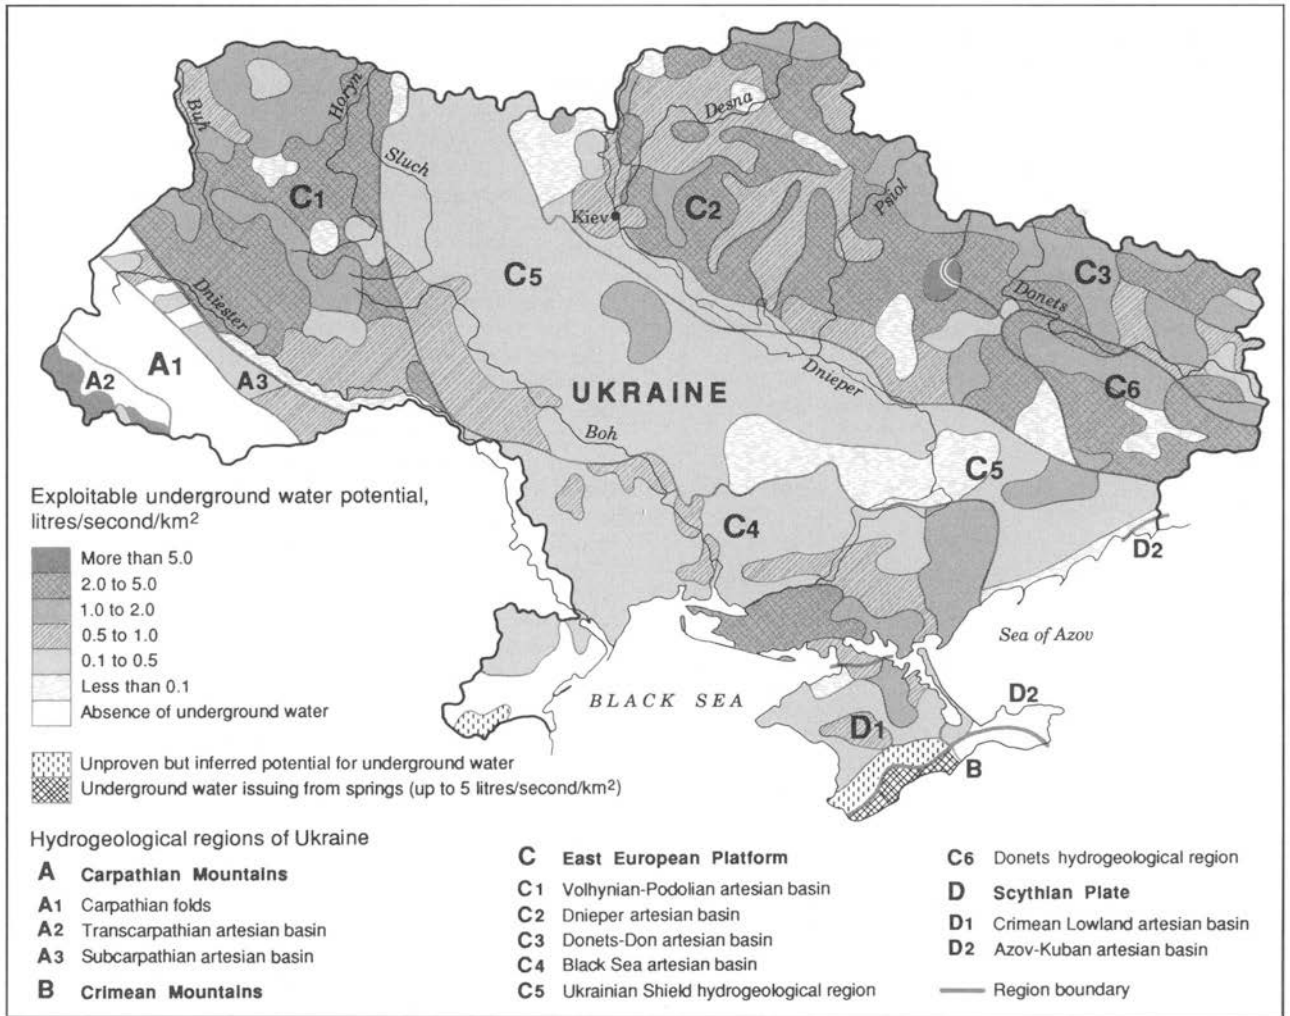 Buh
Horyn
Sluch
Desna
Psiol
C1
Kiev
C2
C5
C3
Donets
Dniester
A1
A2
A3
Dnieper
C6
UKRAINE
Boh
C5
C4
D2
Sea of Azov
BLACK SEA
D2
D1
B
Exploitable underground water potential,
litres/second/km²
More than 5.0
2.0 to 5.0
1.0 to 2.0
0.5 to 1.0
0.1 to 0.5
Less than 0.1
Absence of underground water
Unproven but inferred potential for underground water
Underground water issuing from springs (up to 5 litres/second/km²)
Hydrogeological regions of Ukraine
A Carpathian Mountains
A1 Carpathian folds
A2 Transcarpathian artesian basin
A3 Subcarpathian artesian basin
B Crimean Mountains
C East European Platform
C1 Volhynian-Podolian artesian basin
C2 Dnieper artesian basin
C3 Donets-Don artesian basin
C4 Black Sea artesian basin
C5 Ukrainian Shield hydrogeological region
C6 Donets hydrogeological region
D Scythian Plate
D1 Crimean Lowland artesian basin
D2 Azov-Kuban artesian basin
Region boundary